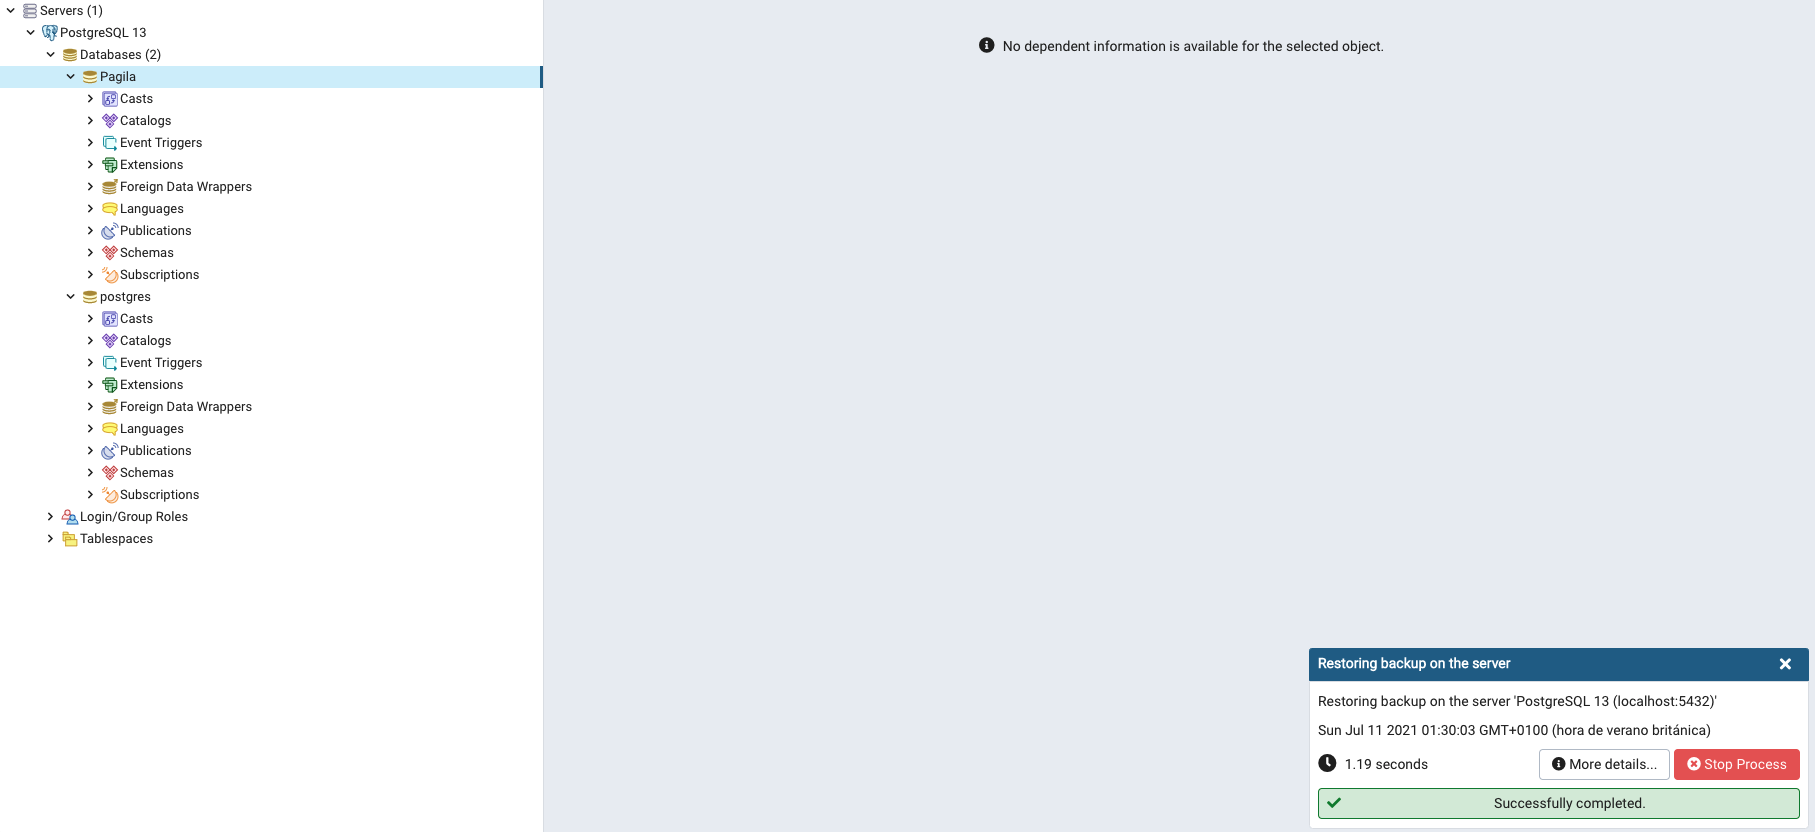 Servers (1)
PostgreSQL 13
Databases (2)
Pagila
Casts
Catalogs
Event Triggers
Extensions
Foreign Data Wrappers
Languages
Publications
Schemas
Subscriptions
postgres
Casts
Catalogs
Event Triggers
Extensions
Foreign Data Wrappers
Languages
Publications
Schemas
Subscriptions
Login/Group Roles
Tablespaces
No dependent information is available for the selected object.
Restoring backup on the server
Restoring backup on the server 'PostgreSQL 13 (localhost:5432)'
Sun Jul 11 2021 01:30:03 GMT+0100 (hora de verano británica)
1.19 seconds More details... Stop Process
Successfully completed.